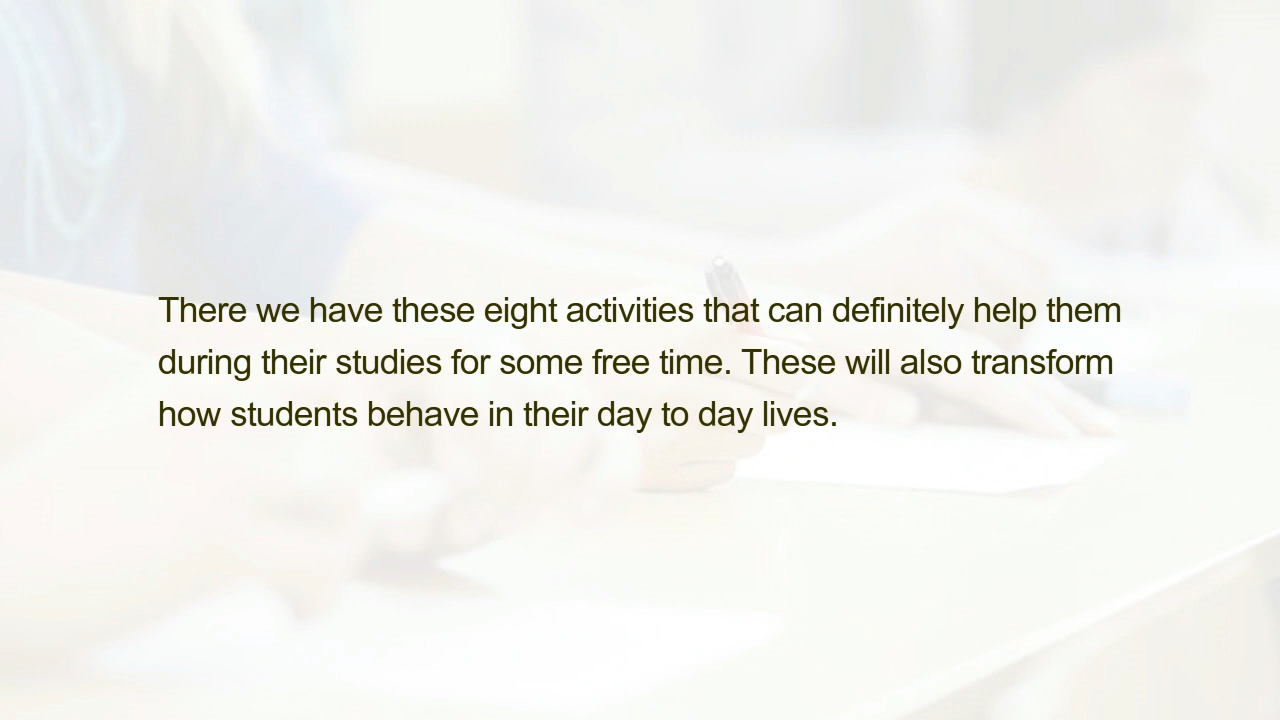 There we have these eight activities that can definitely help them
during their studies for some free time. These will also transform
how students behave in their day to day lives.